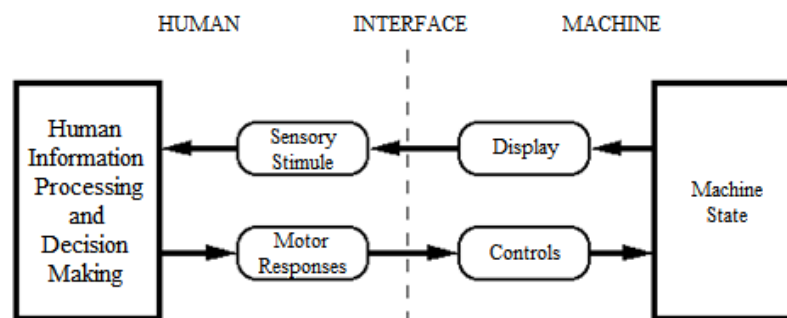 HUMAN INTERFACE MACHINE
Human
Information
Processing
and
Decision
Making
Sensory
Stimule
Display
Motor
Responses
Controls
Machine
State